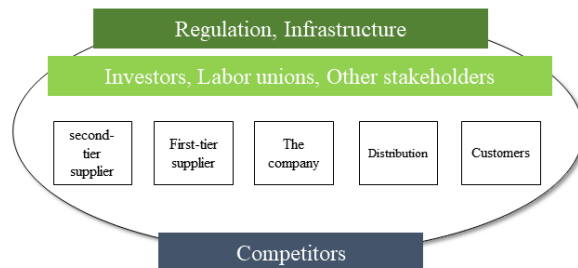 Regulation, Infrastructure
Investors, Labor unions, Other stakeholders
second-
tier
supplier
First-tier
supplier
The
company
Distribution
Customers
Competitors